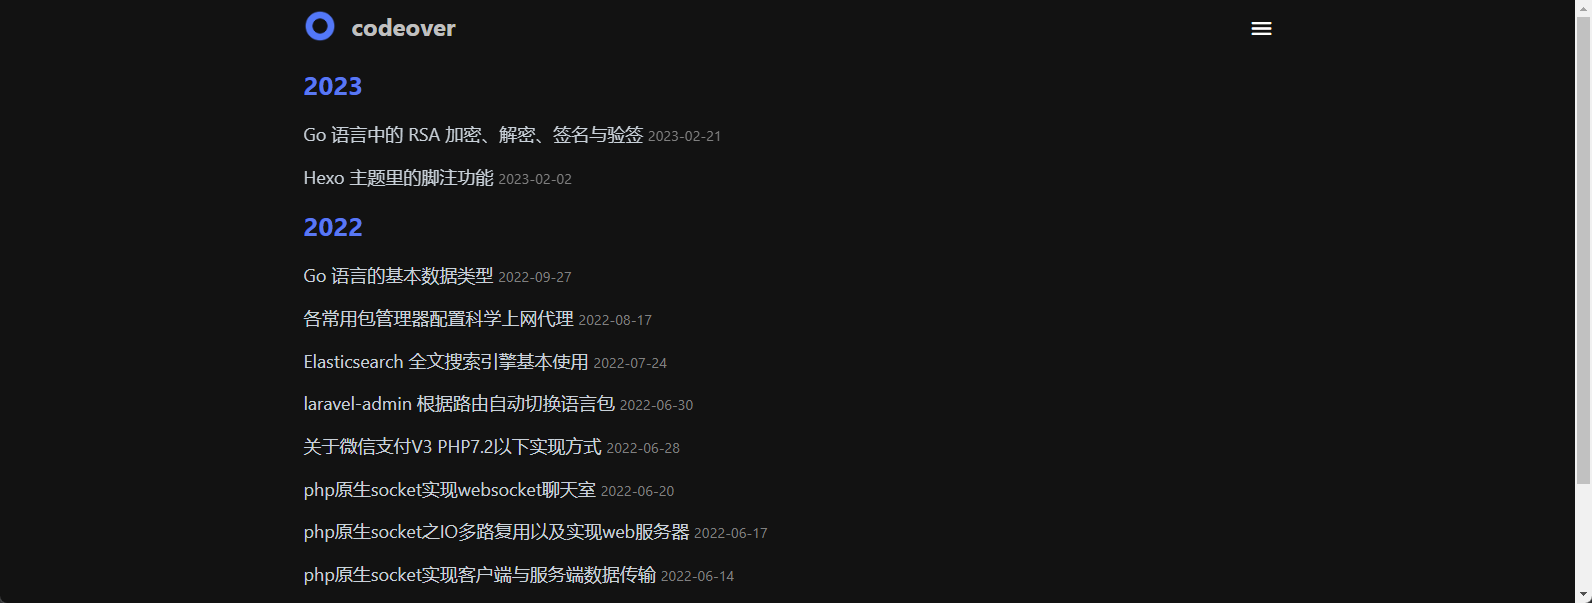 codeover
2023
Go 语言中的 RSA 加密、解密、签名与验签 2023-02-21
Hexo 主题里的脚注功能 2023-02-02
2022
Go 语言的基本数据类型 2022-09-27
各常用包管理器配置科学上网代理 2022-08-17
Elasticsearch 全文搜索引擎基本使用 2022-07-24
laravel-admin 根据路由自动切换语言包 2022-06-30
关于微信支付V3 PHP7.2以下实现方式 2022-06-28
php原生socket实现websocket聊天室 2022-06-20
php原生socket之IO多路复用以及实现web服务器 2022-06-17
php原生socket实现客户端与服务端数据传输 2022-06-14